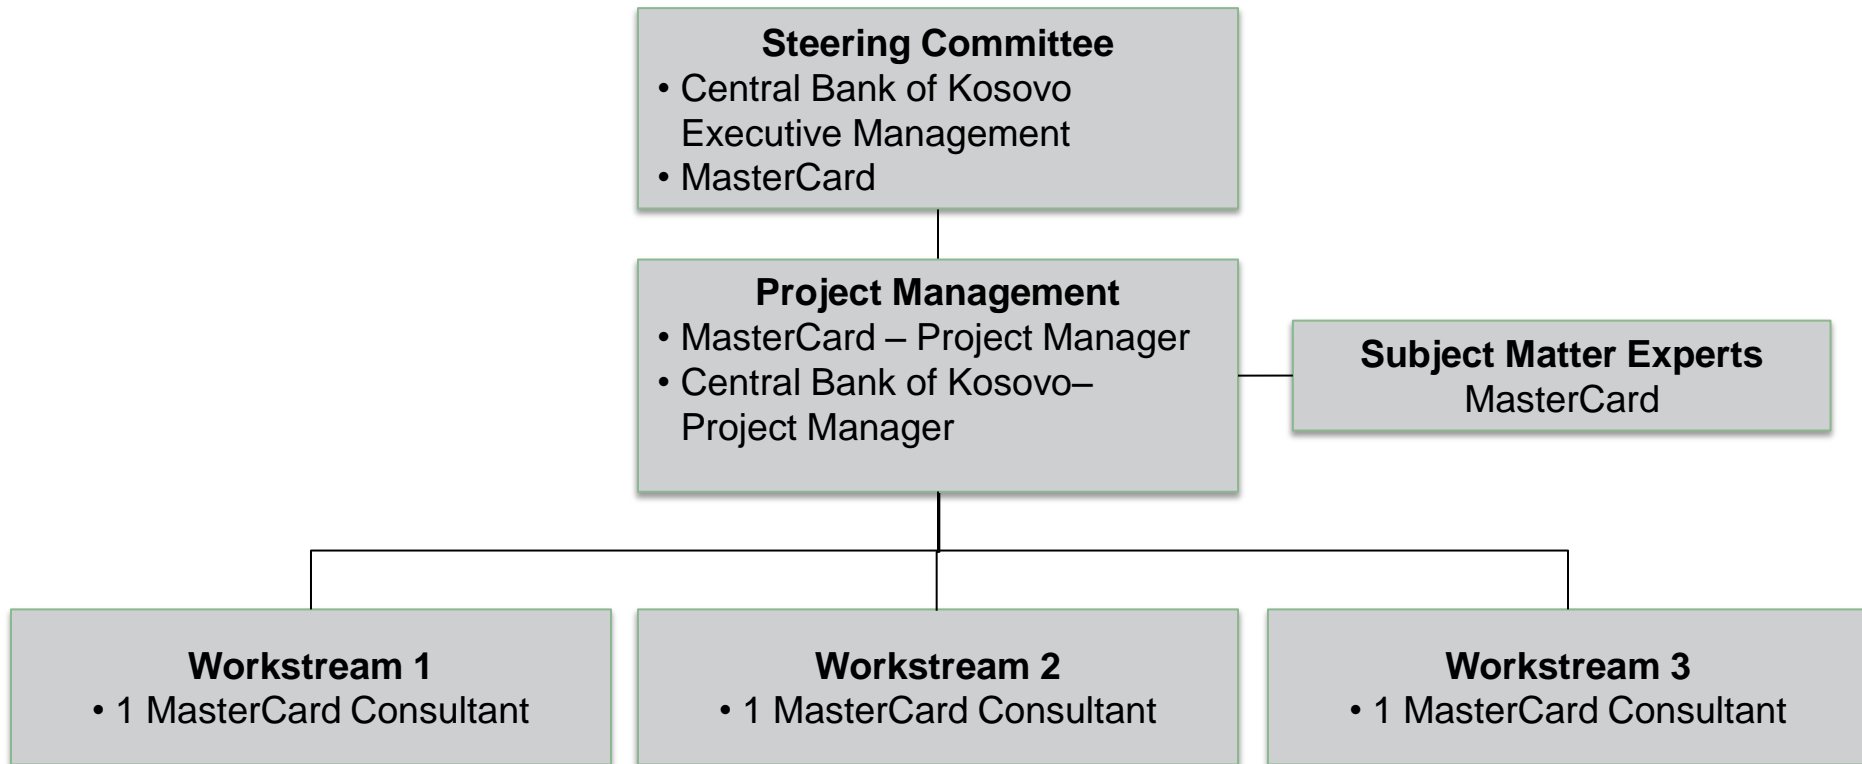 Steering Committee
• Central Bank of Kosovo
Executive Management
• MasterCard
Project Management
• MasterCard – Project Manager
• Central Bank of Kosovo–
Project Manager
Subject Matter Experts
MasterCard
Workstream 1
• 1 MasterCard Consultant
Workstream 2
• 1 MasterCard Consultant
Workstream 3
• 1 MasterCard Consultant